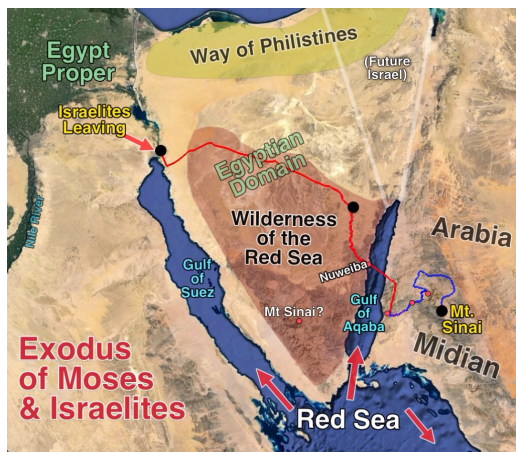 Way of Philistines
Egypt
Proper
(Future
Israel)
Israelites
Leaving
Egyptian
Domain
Nile River
Wilderness
of the
Red Sea
Arabia
Gulf
of
Suez
Nuweiba
Gulf
of
Aqaba
Mt Sinai?
Mt.
Sinai
Midian
Exodus
of Moses
& Israelites
Red Sea